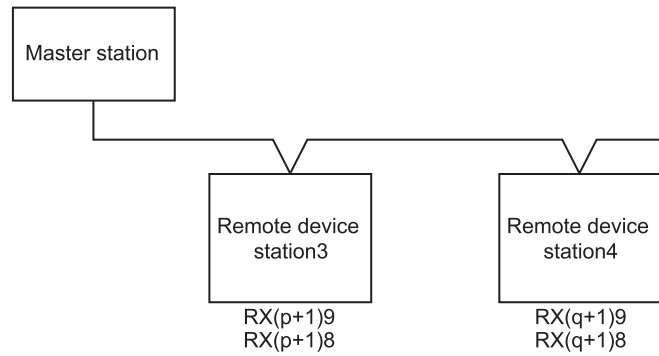 Master station
Remote device
station3
Remote device
station4
RX(p+1)9
RX(p+1)8
RX(q+1)9
RX(q+1)8